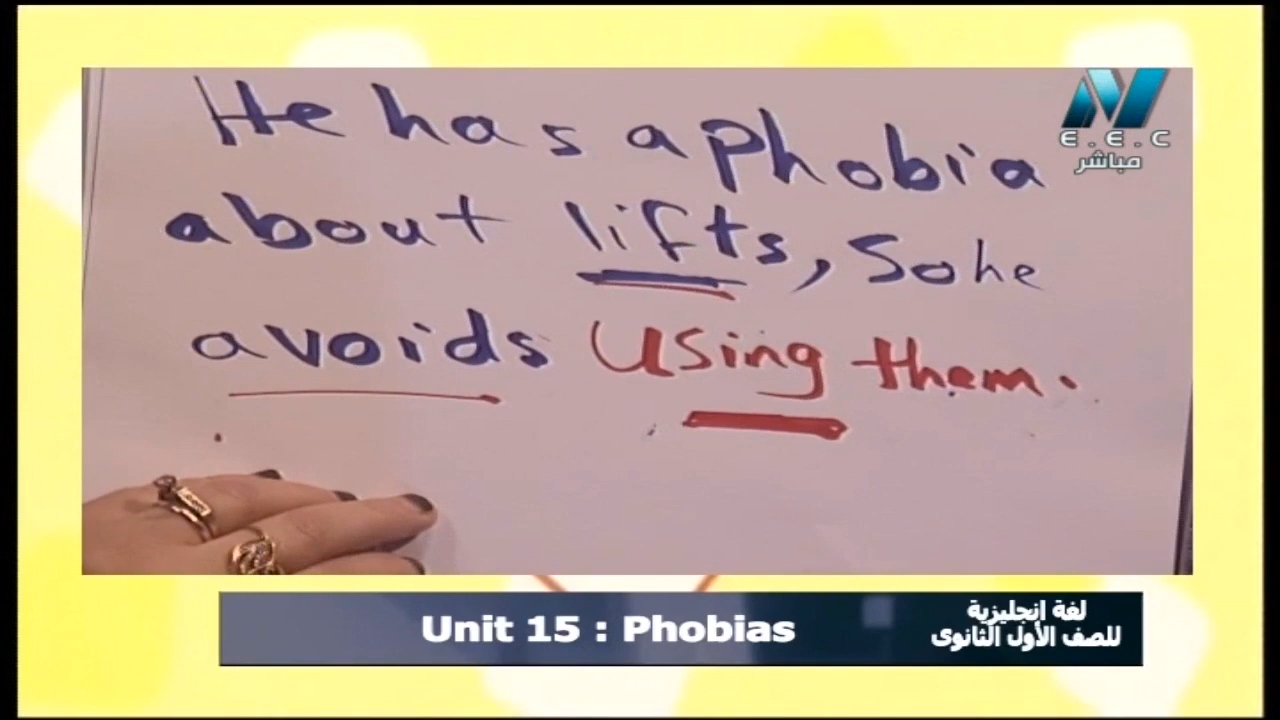 E.E.C
مباشر
He has a phobia
about lifts, So he
avoids using them.
Unit 15 : Phobias
لغة إنجليزية
للصف الأول الثانوى